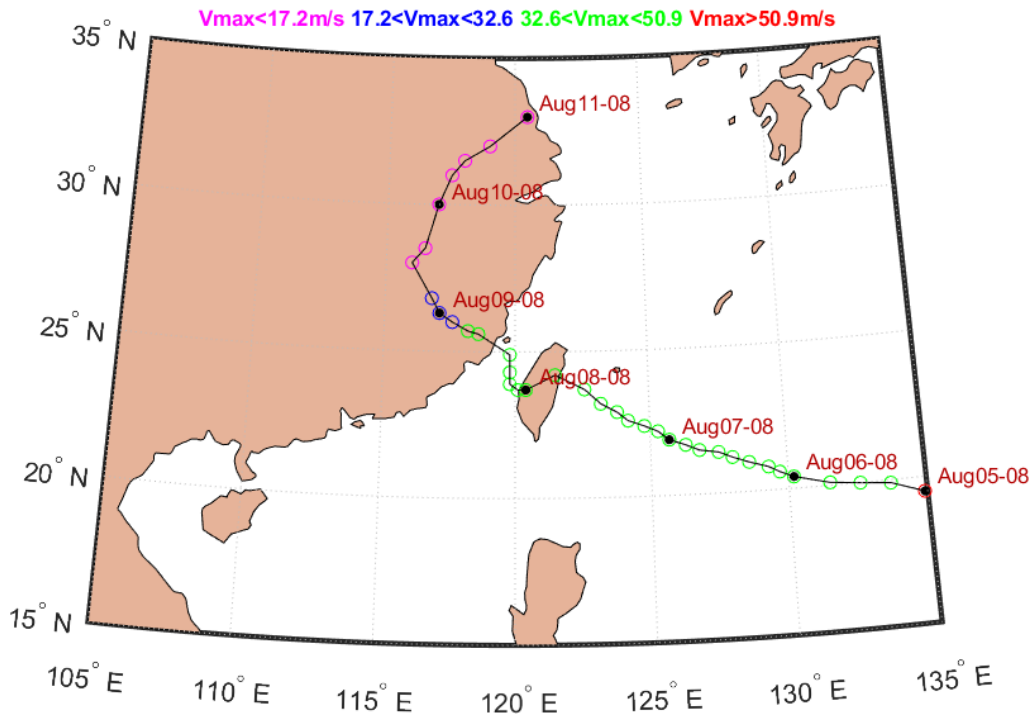 Vmax<17.2m/s 17.2<Vmax<32.6 32.6<Vmax<50.9 Vmax>50.9m/s
35° N
Aug11-08
30° N
Aug10-08
25° N
Aug09-08
Aug08-08
Aug07-08
20° N
Aug06-08
Aug05-08
15° N
105° E
110° E
115° E
120° E
125° E
130° E
135° E